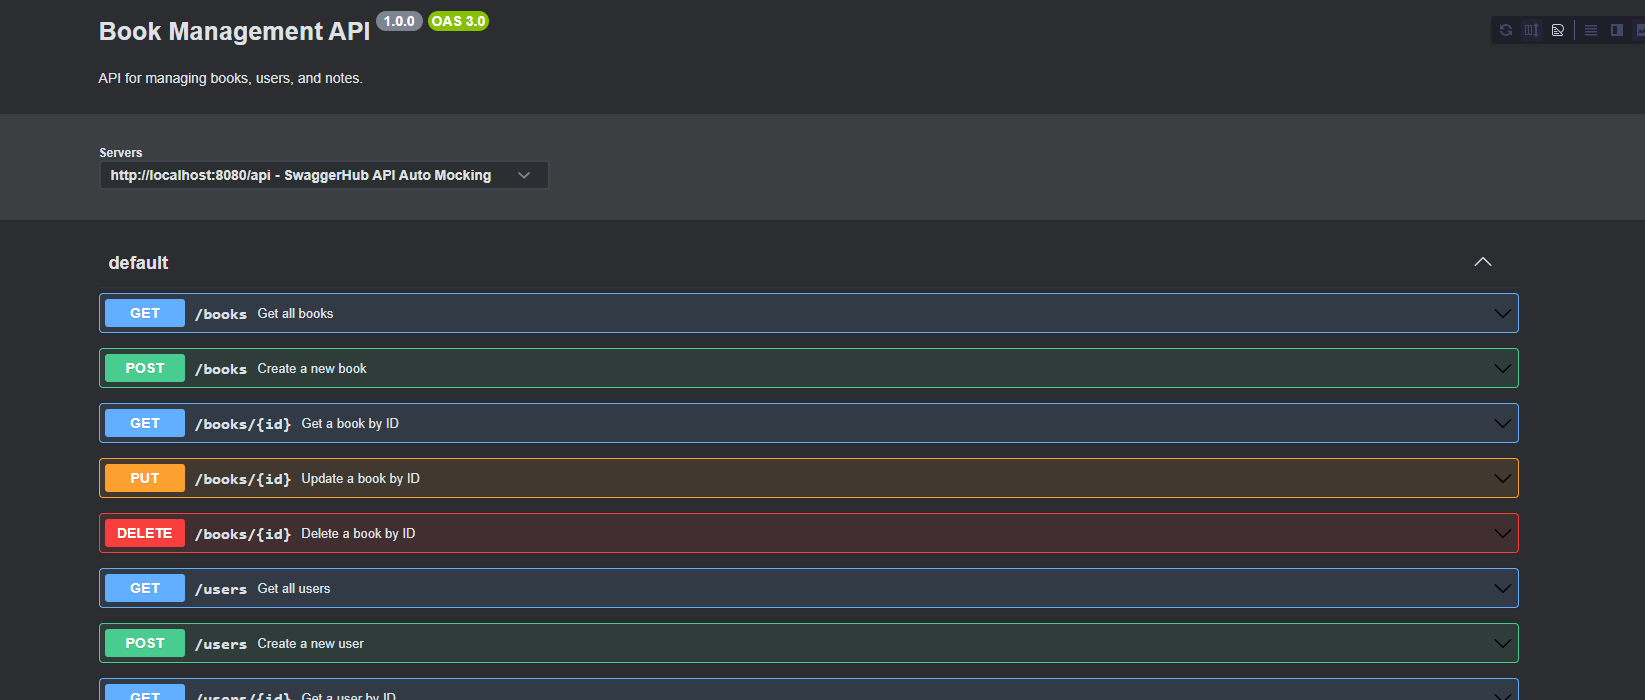 Book Management API 1.0.0 OAS 3.0
API for managing books, users, and notes.
Servers
http://localhost:8080/api - SwaggerHub API Auto Mocking
default
GET /books Get all books
POST /books Create a new book
GET /books/{id} Get a book by ID
PUT /books/{id} Update a book by ID
DELETE /books/{id} Delete a book by ID
GET /users Get all users
POST /users Create a new user
GET /users/{id} Get a user by ID